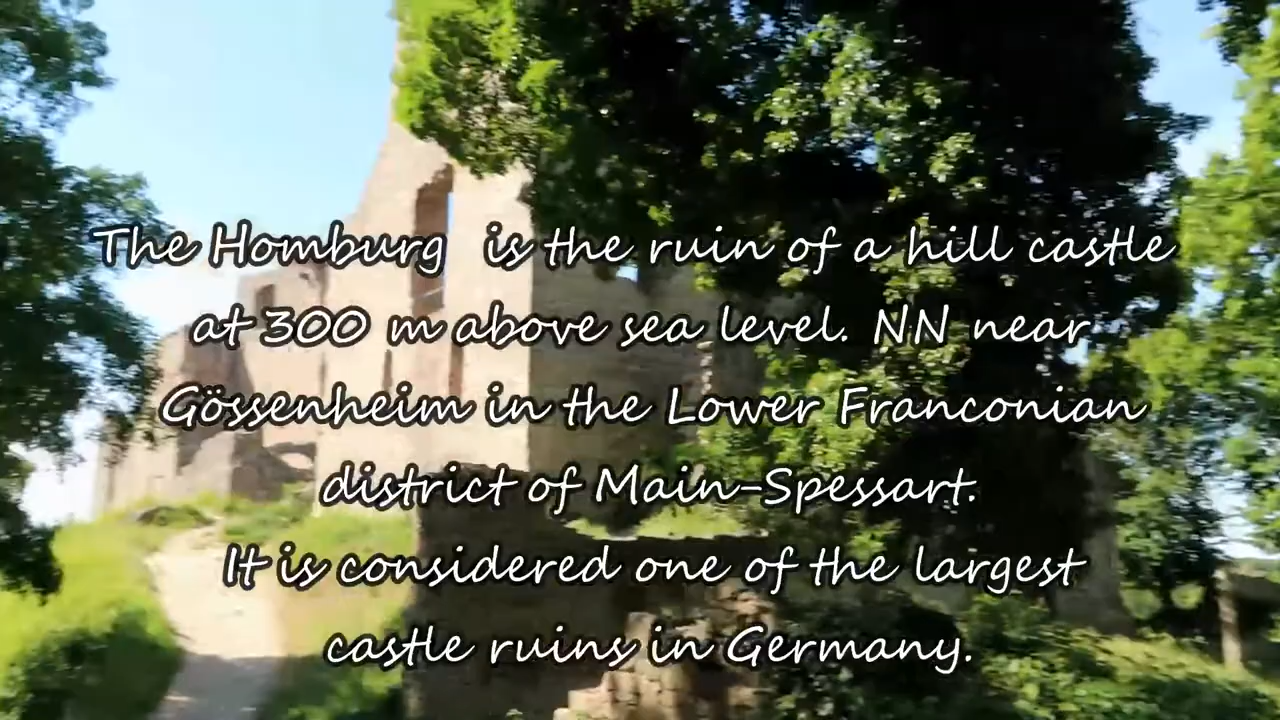 The Homburg is the ruin of a hill castle
at 300 m above sea level. NN near
Gössenheim in the Lower Franconian
district of Main-Spessart.
It is considered one of the largest
castle ruins in Germany.